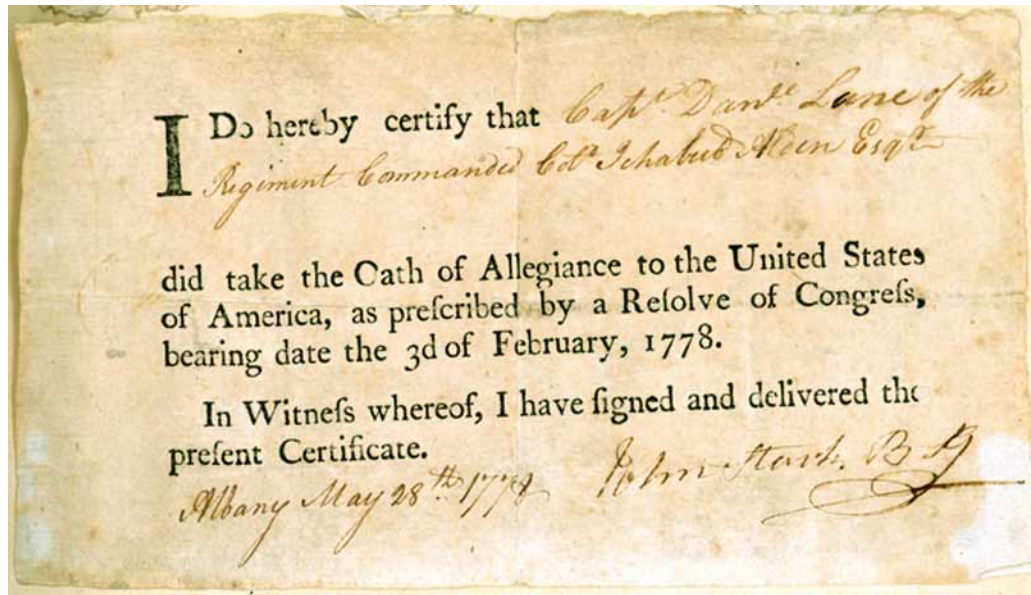 I Do hereby certify that Capt. Danl. Lane of the
Regiment Commanded Coll. Ichabud Alden Esqr.
did take the Oath of Allegiance to the United States
of America, as preſcribed by a Reſolve of Congreſs,
bearing date the 3d of February, 1778.
In Witneſs whereof, I have ſigned and delivered the
preſent Certificate.
Albany May 28th 1778 John Stark. B G